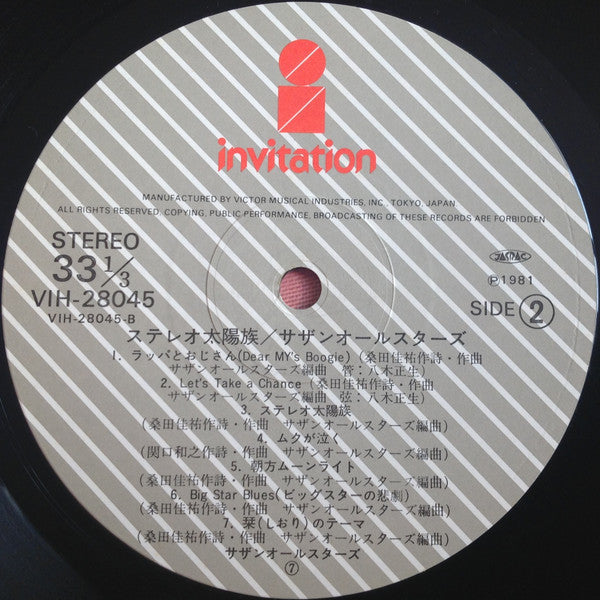 invitation
MANUFACTURED BY VICTOR MUSICAL INDUSTRIES, INC., TOKYO, JAPAN
ALL RIGHTS RESERVED. COPYING, PUBLIC PERFORMANCE, BROADCASTING OF THESE RECORDS ARE FORBIDDEN
STEREO
33 1/3
VIH-28045
VIH-28045-B
JASRAC
Ⓟ1981
SIDE ②
ステレオ太陽族／サザンオールスターズ
1. ラッパとおじさん(Dear MY's Boogie) (桑田佳祐作詩・作曲
サザンオールスターズ編曲 管：八木正生)
2. Let's Take a Chance (桑田佳祐作詩・作曲
サザンオールスターズ編曲 弦：八木正生)
3. ステレオ太陽族
(桑田佳祐作詩・作曲 サザンオールスターズ編曲)
4. ムクが泣く
(関口和之作詩・作曲 サザンオールスターズ編曲)
5. 朝方ムーンライト
(桑田佳祐作詩・作曲 サザンオールスターズ編曲)
6. Big Star Blues(ビッグスターの悲劇)
(桑田佳祐作詩・作曲 サザンオールスターズ編曲)
7. 栞(しおり)のテーマ
(桑田佳祐作詩・作曲 サザンオールスターズ編曲)
サザンオールスターズ
⑦